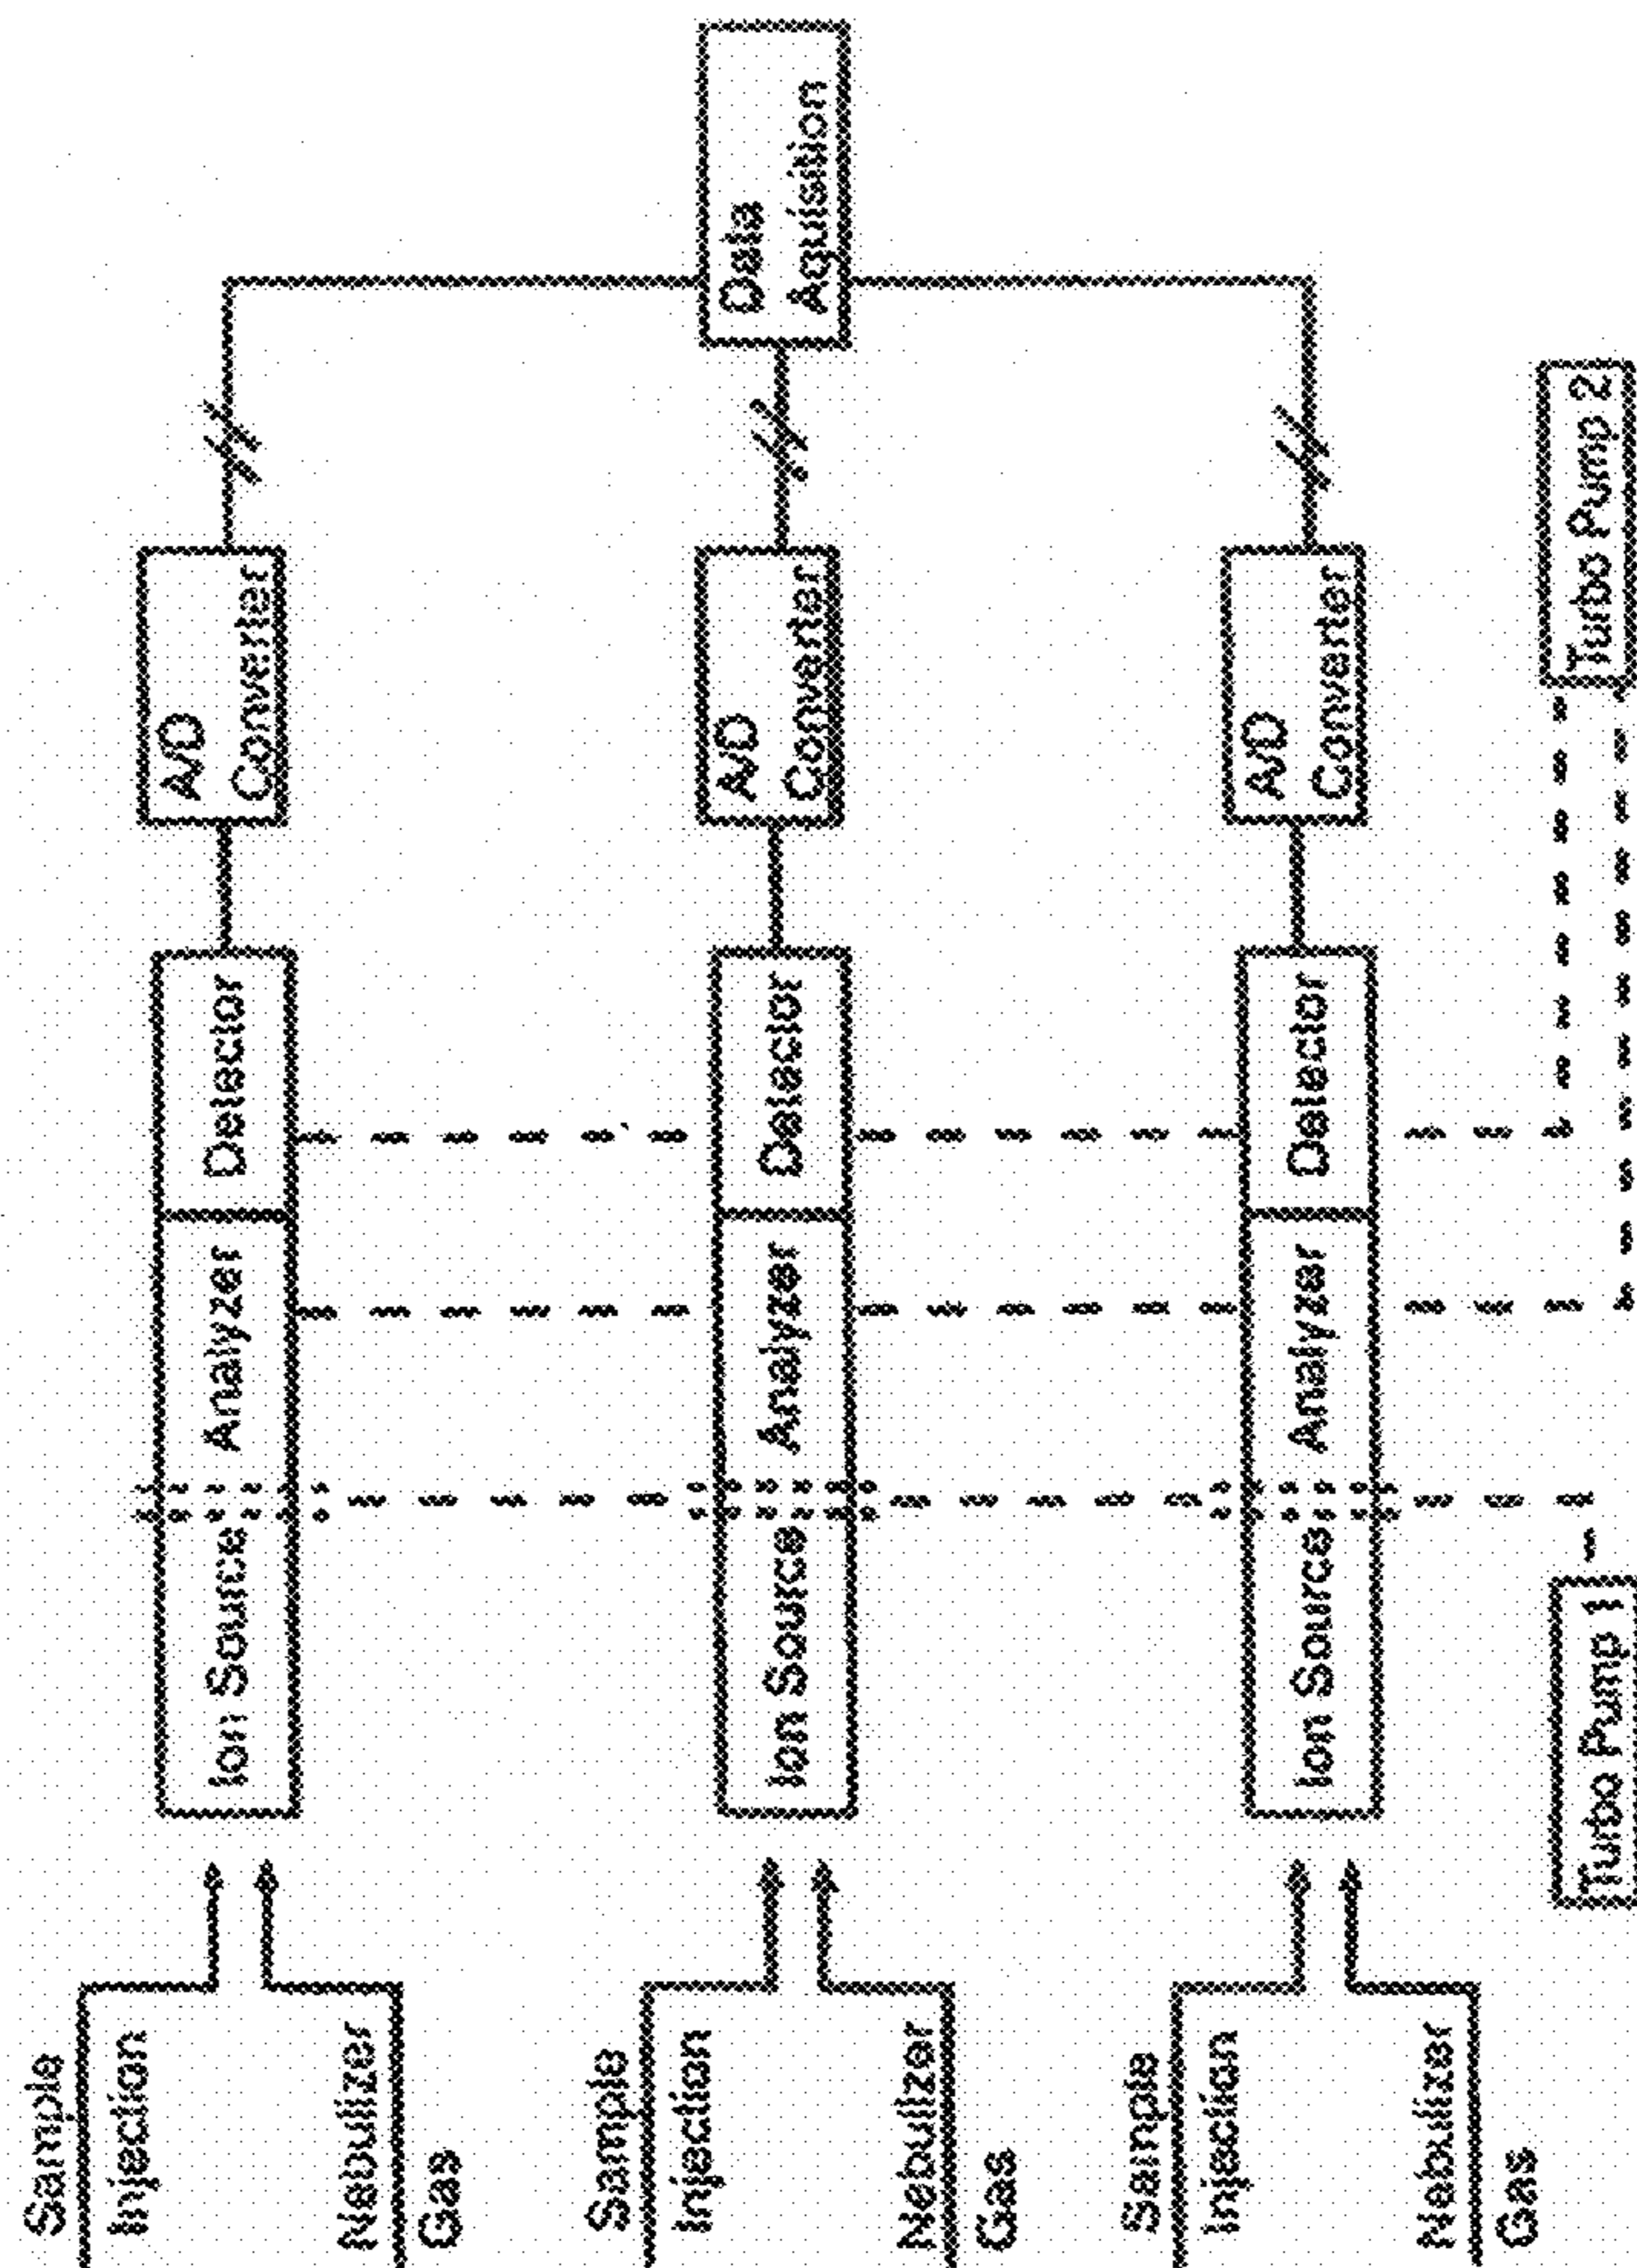 Sample
Injection
Nebulizer
Gas
Ion Source
Analyzer
Detector
A/D
Converter
Sample
Injection
Nebulizer
Gas
Ion Source
Analyzer
Detector
A/D
Converter
Data
Aquisition
Sample
Injection
Nebulizer
Gas
Ion Source
Analyzer
Detector
A/D
Converter
Turbo Pump 1
Turbo Pump 2